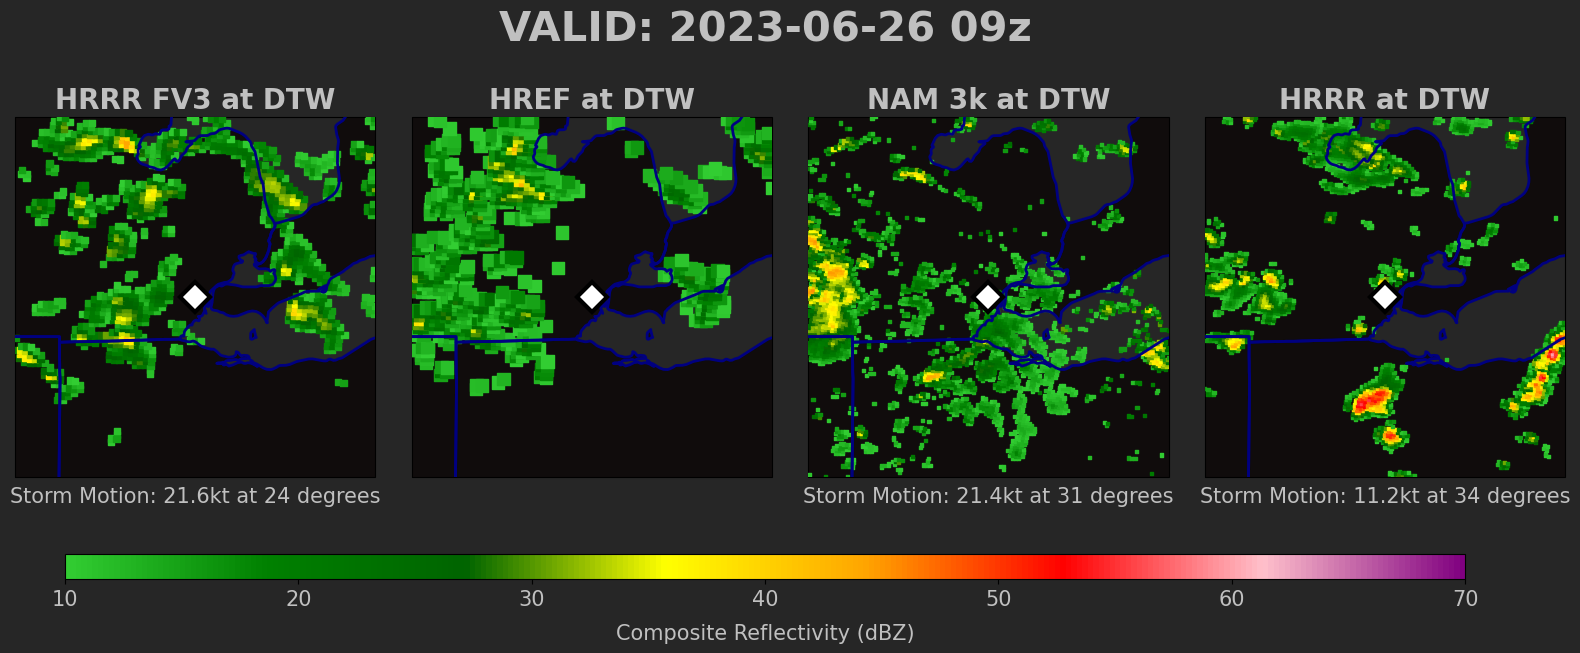 VALID: 2023-06-26 09z
HRRR FV3 at DTW
HREF at DTW
NAM 3k at DTW
HRRR at DTW
Storm Motion: 21.6kt at 24 degrees
Storm Motion: 21.4kt at 31 degrees
Storm Motion: 11.2kt at 34 degrees
10 20 30 40 50 60 70
Composite Reflectivity (dBZ)